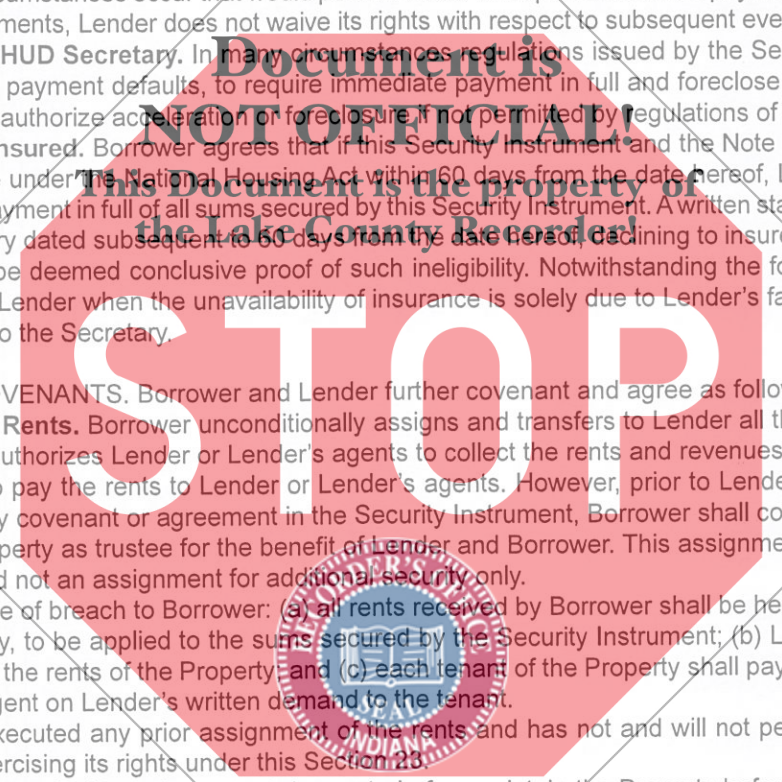 ments, Lender does not waive its rights with respect to subsequent eve
HUD Secretary. In many circumstances regulations issued by the Se
payment defaults, to require immediate payment in full and foreclose
authorize acceleration or foreclosure if not permitted by regulations of
nsured. Borrower agrees that if this Security Instrument and the Note
under the National Housing Act within 60 days from the date hereof, L
yment in full of all sums secured by this Security Instrument. A written sta
ry dated subsequent to 60 days from the date hereof, declining to insure
be deemed conclusive proof of such ineligibility. Notwithstanding the fo
Lender when the unavailability of insurance is solely due to Lender's fa
o the Secretary.
VENANTS. Borrower and Lender further covenant and agree as follo
Rents. Borrower unconditionally assigns and transfers to Lender all th
uthorizes Lender or Lender's agents to collect the rents and revenues
pay the rents to Lender or Lender's agents. However, prior to Lende
y covenant or agreement in the Security Instrument, Borrower shall co
perty as trustee for the benefit of Lender and Borrower. This assignme
d not an assignment for additional security only.
e of breach to Borrower: (a) all rents received by Borrower shall be he
y, to be applied to the sums secured by the Security Instrument; (b) L
the rents of the Property; and (c) each tenant of the Property shall pay
gent on Lender's written demand to the tenant.
xecuted any prior assignment of the rents and has not and will not pe
ercising its rights under this Section 23.
Document is
NOT OFFICIAL!
This Document is the property of
the Lake County Recorder!
STOP
RECORDER'S OFFICE
SEAL
INDIANA